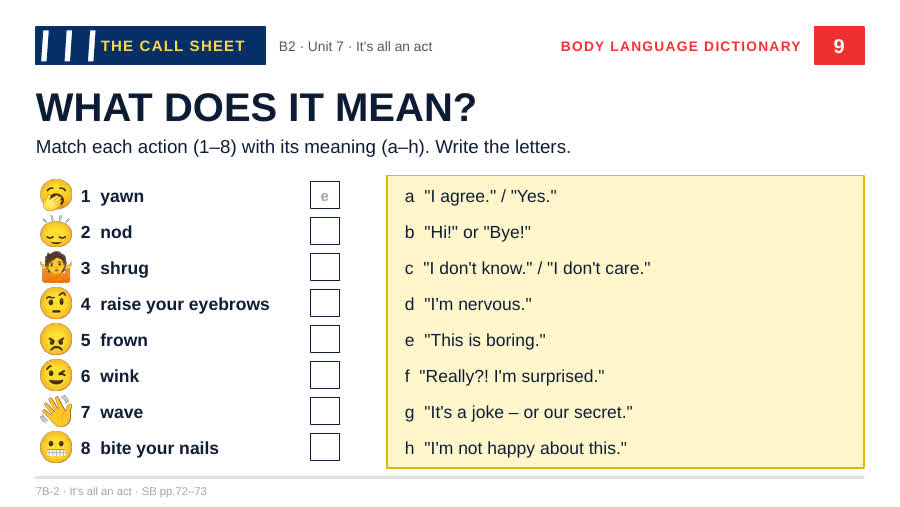 THE CALL SHEET B2 · Unit 7 · It's all an act BODY LANGUAGE DICTIONARY 9
WHAT DOES IT MEAN?
Match each action (1–8) with its meaning (a–h). Write the letters.
1 yawn e
2 nod
3 shrug
4 raise your eyebrows
5 frown
6 wink
7 wave
8 bite your nails
a "I agree." / "Yes."
b "Hi!" or "Bye!"
c "I don't know." / "I don't care."
d "I'm nervous."
e "This is boring."
f "Really?! I'm surprised."
g "It's a joke – or our secret."
h "I'm not happy about this."
7B-2 · It's all an act · SB pp.72–73